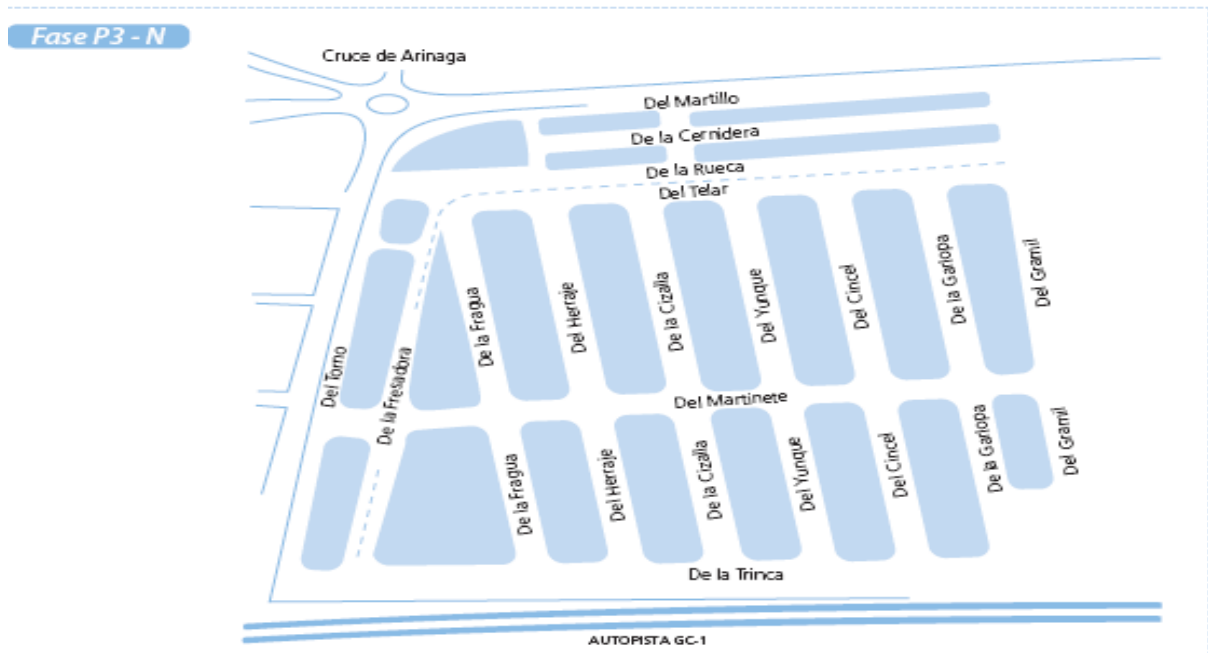 Fase P3 - N
Cruce de Arinaga
Del Martillo
De la Cernidera
De la Rueca
Del Telar
De la Fragua
Del Herraje
De la Cizalla
Del Yunque
Del Cincel
De la Garlopa
Del Gramil
Del Torno
De la Fresadora
Del Martinete
De la Fragua
Del Herraje
De la Cizalla
Del Yunque
Del Cincel
De la Garlopa
Del Gramil
De la Trinca
AUTOPISTA GC-1